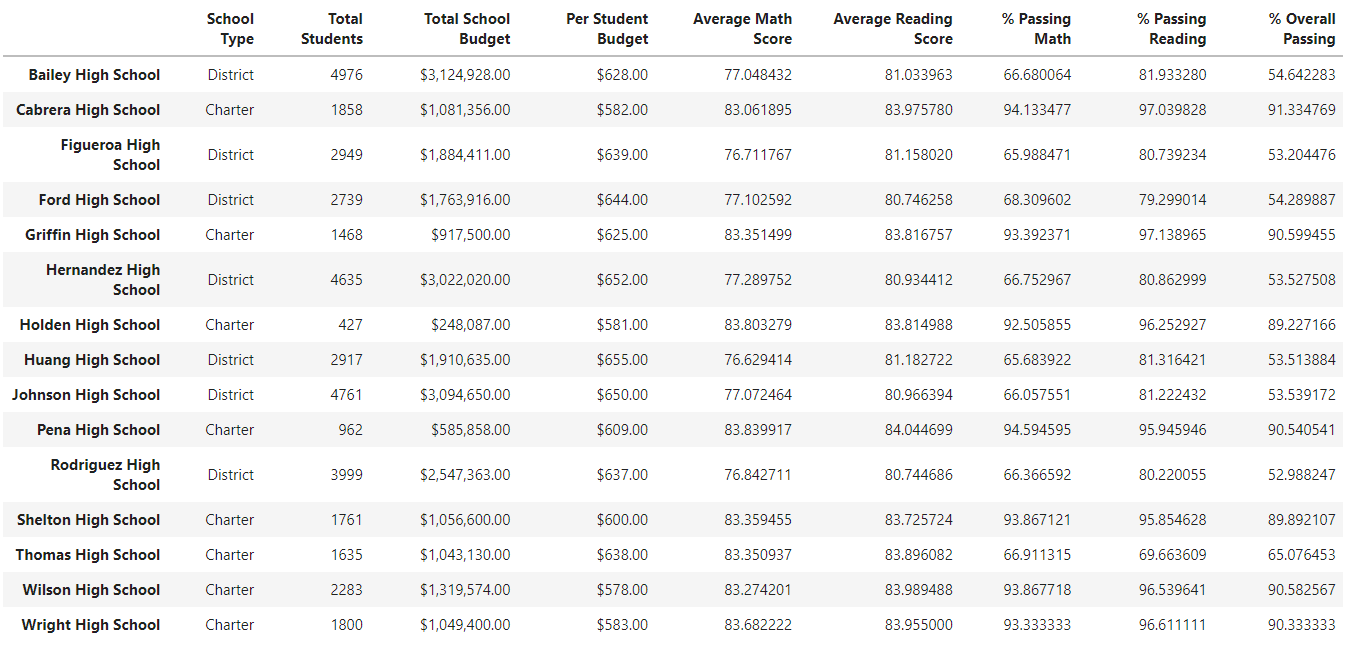 School Type Total Students Total School Budget Per Student Budget Average Math Score Average Reading Score % Passing Math % Passing Reading % Overall Passing
Bailey High School District 4976 $3,124,928.00 $628.00 77.048432 81.033963 66.680064 81.933280 54.642283
Cabrera High School Charter 1858 $1,081,356.00 $582.00 83.061895 83.975780 94.133477 97.039828 91.334769
Figueroa High School District 2949 $1,884,411.00 $639.00 76.711767 81.158020 65.988471 80.739234 53.204476
Ford High School District 2739 $1,763,916.00 $644.00 77.102592 80.746258 68.309602 79.299014 54.289887
Griffin High School Charter 1468 $917,500.00 $625.00 83.351499 83.816757 93.392371 97.138965 90.599455
Hernandez High School District 4635 $3,022,020.00 $652.00 77.289752 80.934412 66.752967 80.862999 53.527508
Holden High School Charter 427 $248,087.00 $581.00 83.803279 83.814988 92.505855 96.252927 89.227166
Huang High School District 2917 $1,910,635.00 $655.00 76.629414 81.182722 65.683922 81.316421 53.513884
Johnson High School District 4761 $3,094,650.00 $650.00 77.072464 80.966394 66.057551 81.222432 53.539172
Pena High School Charter 962 $585,858.00 $609.00 83.839917 84.044699 94.594595 95.945946 90.540541
Rodriguez High School District 3999 $2,547,363.00 $637.00 76.842711 80.744686 66.366592 80.220055 52.988247
Shelton High School Charter 1761 $1,056,600.00 $600.00 83.359455 83.725724 93.867121 95.854628 89.892107
Thomas High School Charter 1635 $1,043,130.00 $638.00 83.350937 83.896082 66.911315 69.663609 65.076453
Wilson High School Charter 2283 $1,319,574.00 $578.00 83.274201 83.989488 93.867718 96.539641 90.582567
Wright High School Charter 1800 $1,049,400.00 $583.00 83.682222 83.955000 93.333333 96.611111 90.333333